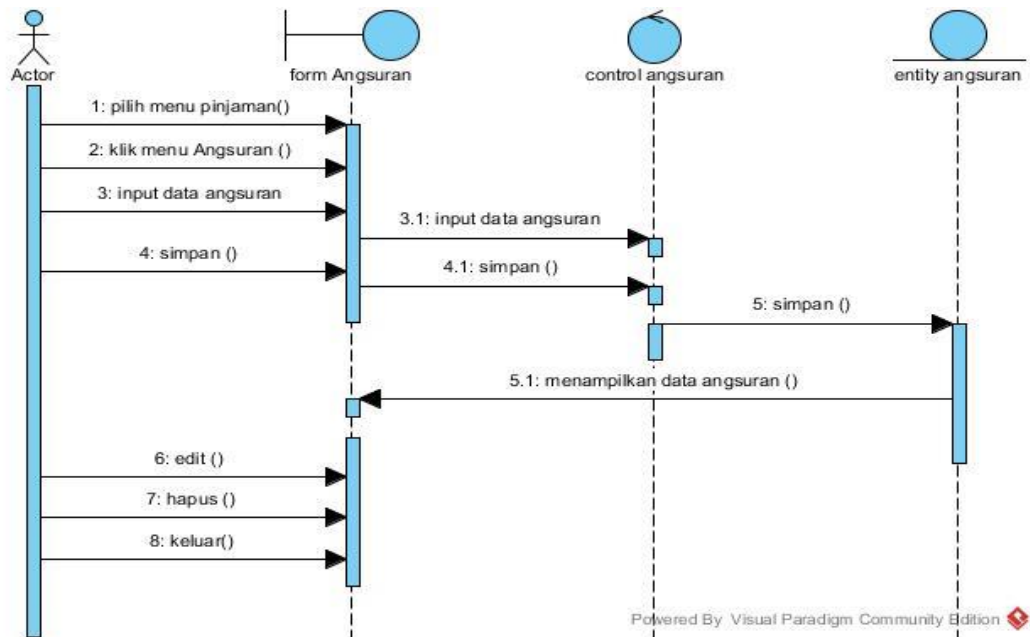 Actor
form Angsuran
control angsuran
entity angsuran
1: pilih menu pinjaman()
2: klik menu Angsuran ()
3: input data angsuran
3.1: input data angsuran
4: simpan ()
4.1: simpan ()
5: simpan ()
5.1: menampilkan data angsuran ()
6: edit ()
7: hapus ()
8: keluar()
Powered By Visual Paradigm Community Edition